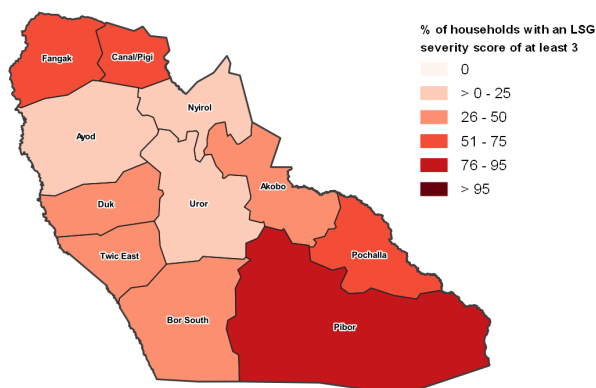 % of households with an LSG
severity score of at least 3
0
> 0 - 25
26 - 50
51 - 75
76 - 95
> 95
Fangak
Canal/Pigi
Nyirol
Ayod
Akobo
Duk
Uror
Twic East
Pochalla
Bor South
Pibor